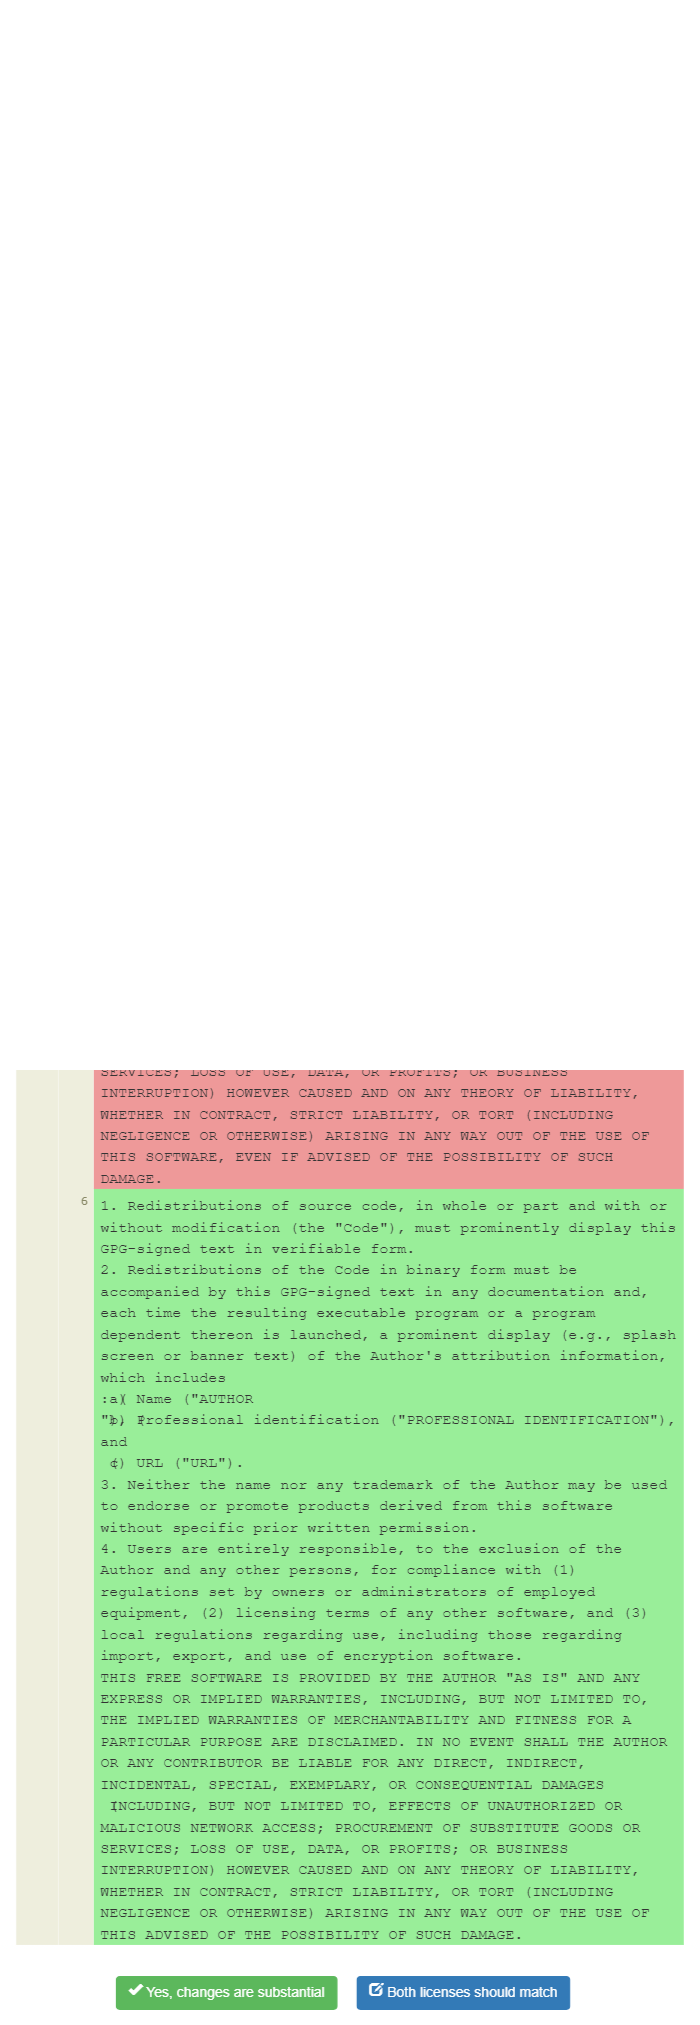 SERVICES; LOSS OF USE, DATA, OR PROFITS; OR BUSINESS
INTERRUPTION) HOWEVER CAUSED AND ON ANY THEORY OF LIABILITY,
WHETHER IN CONTRACT, STRICT LIABILITY, OR TORT (INCLUDING
NEGLIGENCE OR OTHERWISE) ARISING IN ANY WAY OUT OF THE USE OF
THIS SOFTWARE, EVEN IF ADVISED OF THE POSSIBILITY OF SUCH
DAMAGE.
6
1. Redistributions of source code, in whole or part and with or
without modification (the "Code"), must prominently display this
GPG-signed text in verifiable form.
2. Redistributions of the Code in binary form must be
accompanied by this GPG-signed text in any documentation and,
each time the resulting executable program or a program
dependent thereon is launched, a prominent display (e.g., splash
screen or banner text) of the Author's attribution information,
which includes
:a)( Name ("AUTHOR
"b), (Professional identification ("PROFESSIONAL IDENTIFICATION"),
and
(c) URL ("URL").
3. Neither the name nor any trademark of the Author may be used
to endorse or promote products derived from this software
without specific prior written permission.
4. Users are entirely responsible, to the exclusion of the
Author and any other persons, for compliance with (1)
regulations set by owners or administrators of employed
equipment, (2) licensing terms of any other software, and (3)
local regulations regarding use, including those regarding
import, export, and use of encryption software.
THIS FREE SOFTWARE IS PROVIDED BY THE AUTHOR "AS IS" AND ANY
EXPRESS OR IMPLIED WARRANTIES, INCLUDING, BUT NOT LIMITED TO,
THE IMPLIED WARRANTIES OF MERCHANTABILITY AND FITNESS FOR A
PARTICULAR PURPOSE ARE DISCLAIMED. IN NO EVENT SHALL THE AUTHOR
OR ANY CONTRIBUTOR BE LIABLE FOR ANY DIRECT, INDIRECT,
INCIDENTAL, SPECIAL, EXEMPLARY, OR CONSEQUENTIAL DAMAGES
(INCLUDING, BUT NOT LIMITED TO, EFFECTS OF UNAUTHORIZED OR
MALICIOUS NETWORK ACCESS; PROCUREMENT OF SUBSTITUTE GOODS OR
SERVICES; LOSS OF USE, DATA, OR PROFITS; OR BUSINESS
INTERRUPTION) HOWEVER CAUSED AND ON ANY THEORY OF LIABILITY,
WHETHER IN CONTRACT, STRICT LIABILITY, OR TORT (INCLUDING
NEGLIGENCE OR OTHERWISE) ARISING IN ANY WAY OUT OF THE USE OF
THIS ADVISED OF THE POSSIBILITY OF SUCH DAMAGE.
Yes, changes are substantial
Both licenses should match